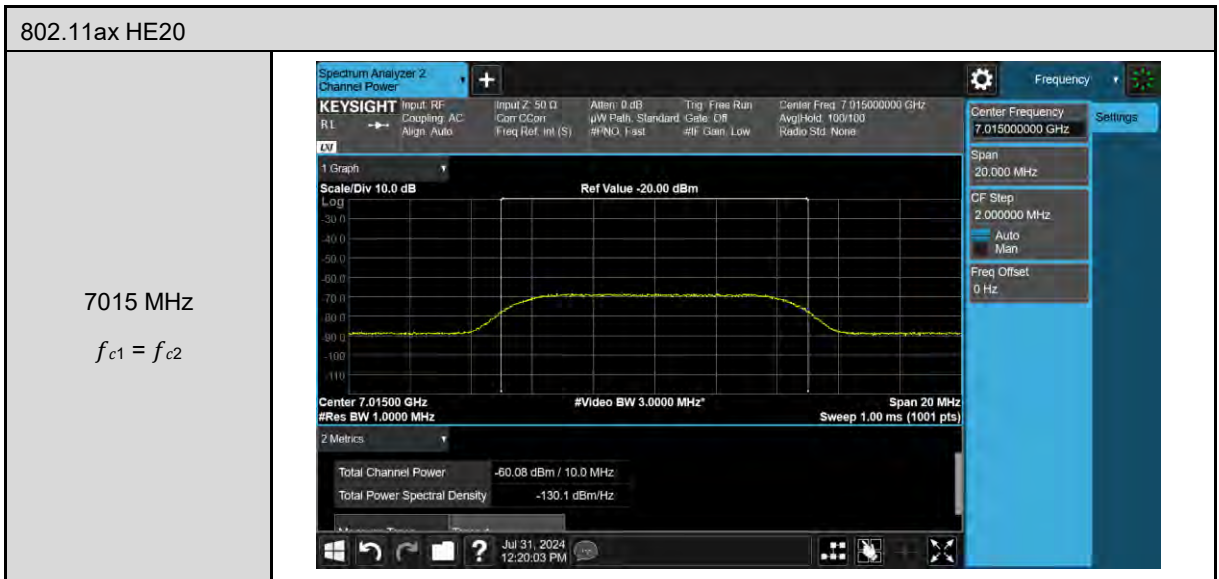 802.11ax HE20
7015 MHz
fc1 = fc2
Spectrum Analyzer 2
Channel Power
+
Frequency
KEYSIGHT Input: RF Input Z: 50 Ω Atten: 0 dB Trig: Free Run Center Freq: 7.015000000 GHz
R L Coupling: AC Corr CCorr µW Path: Standard Gate: Off Avg|Hold: 100/100
Align: Auto Freq Ref: Int (S) #PNO: Fast #IF Gain: Low Radio Std: None
LXI
Center Frequency
7.015000000 GHz
Settings
Span
20.000 MHz
CF Step
2.000000 MHz
Auto
Man
Freq Offset
0 Hz
1 Graph
Scale/Div 10.0 dB Ref Value -20.00 dBm
Log
-30.0
-40.0
-50.0
-60.0
-70.0
-80.0
-90.0
-100
-110
Center 7.01500 GHz #Video BW 3.0000 MHz* Span 20 MHz
#Res BW 1.0000 MHz Sweep 1.00 ms (1001 pts)
2 Metrics
Total Channel Power -60.08 dBm / 10.0 MHz
Total Power Spectral Density -130.1 dBm/Hz
?
Jul 31, 2024
12:20:03 PM